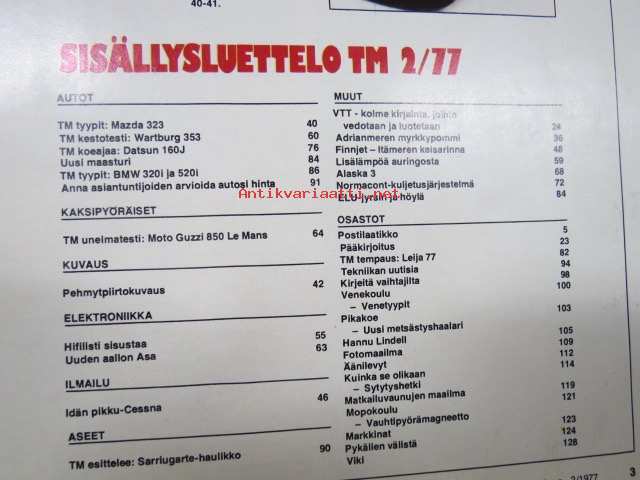 40-41.
SISÄLLYSLUETTELO TM 2/77
AUTOT
TM tyypit: Mazda 323 40
TM kestotesti: Wartburg 353 60
TM koeajaa: Datsun 160J 76
Uusi maasturi 84
TM tyypit: BMW 320i ja 520i 86
Anna asiantuntijoiden arvioida autosi hinta 91
KAKSIPYÖRÄISET
TM unelmatesti: Moto Guzzi 850 Le Mans 64
KUVAUS
Pehmytpiirtokuvaus 42
ELEKTRONIIKKA
Hifilisti sisustaa 55
Uuden aallon Asa 63
ILMAILU
Idän pikku-Cessna 46
ASEET
TM esittelee: Sarriugarte-haulikko 90
MUUT
VTT - kolme kirjainta, joihin
vedotaan ja luotetaan 24
Adrianmeren myrkkypommi 36
Finnjet – Itämeren keisarinna 48
Lisälämpöä auringosta 59
Alaska 3 68
Normacont-kuljetusjärjestelmä 72
ELU-jyrsin ja höylä 84
OSASTOT
Postilaatikko 5
Pääkirjoitus 23
TM tempaus: Leija 77 82
Tekniikan uutisia 94
Kirjeitä vaihtajilta 98
Venekoulu 100
– Venetyypit
Pikakoe 103
– Uusi metsästyshaalari
Hannu Lindell 105
Fotomaailma 109
Äänilevyt 112
Kuinka se olikaan 114
– Sytytyshetki
Matkailuvaunujen maailma 119
Mopokoulu 121
– Vauhtipyörämagneetto
Markkinat 123
Pykälien välistä 124
Viki 128
2/1977 3
Antikvariaatti.net